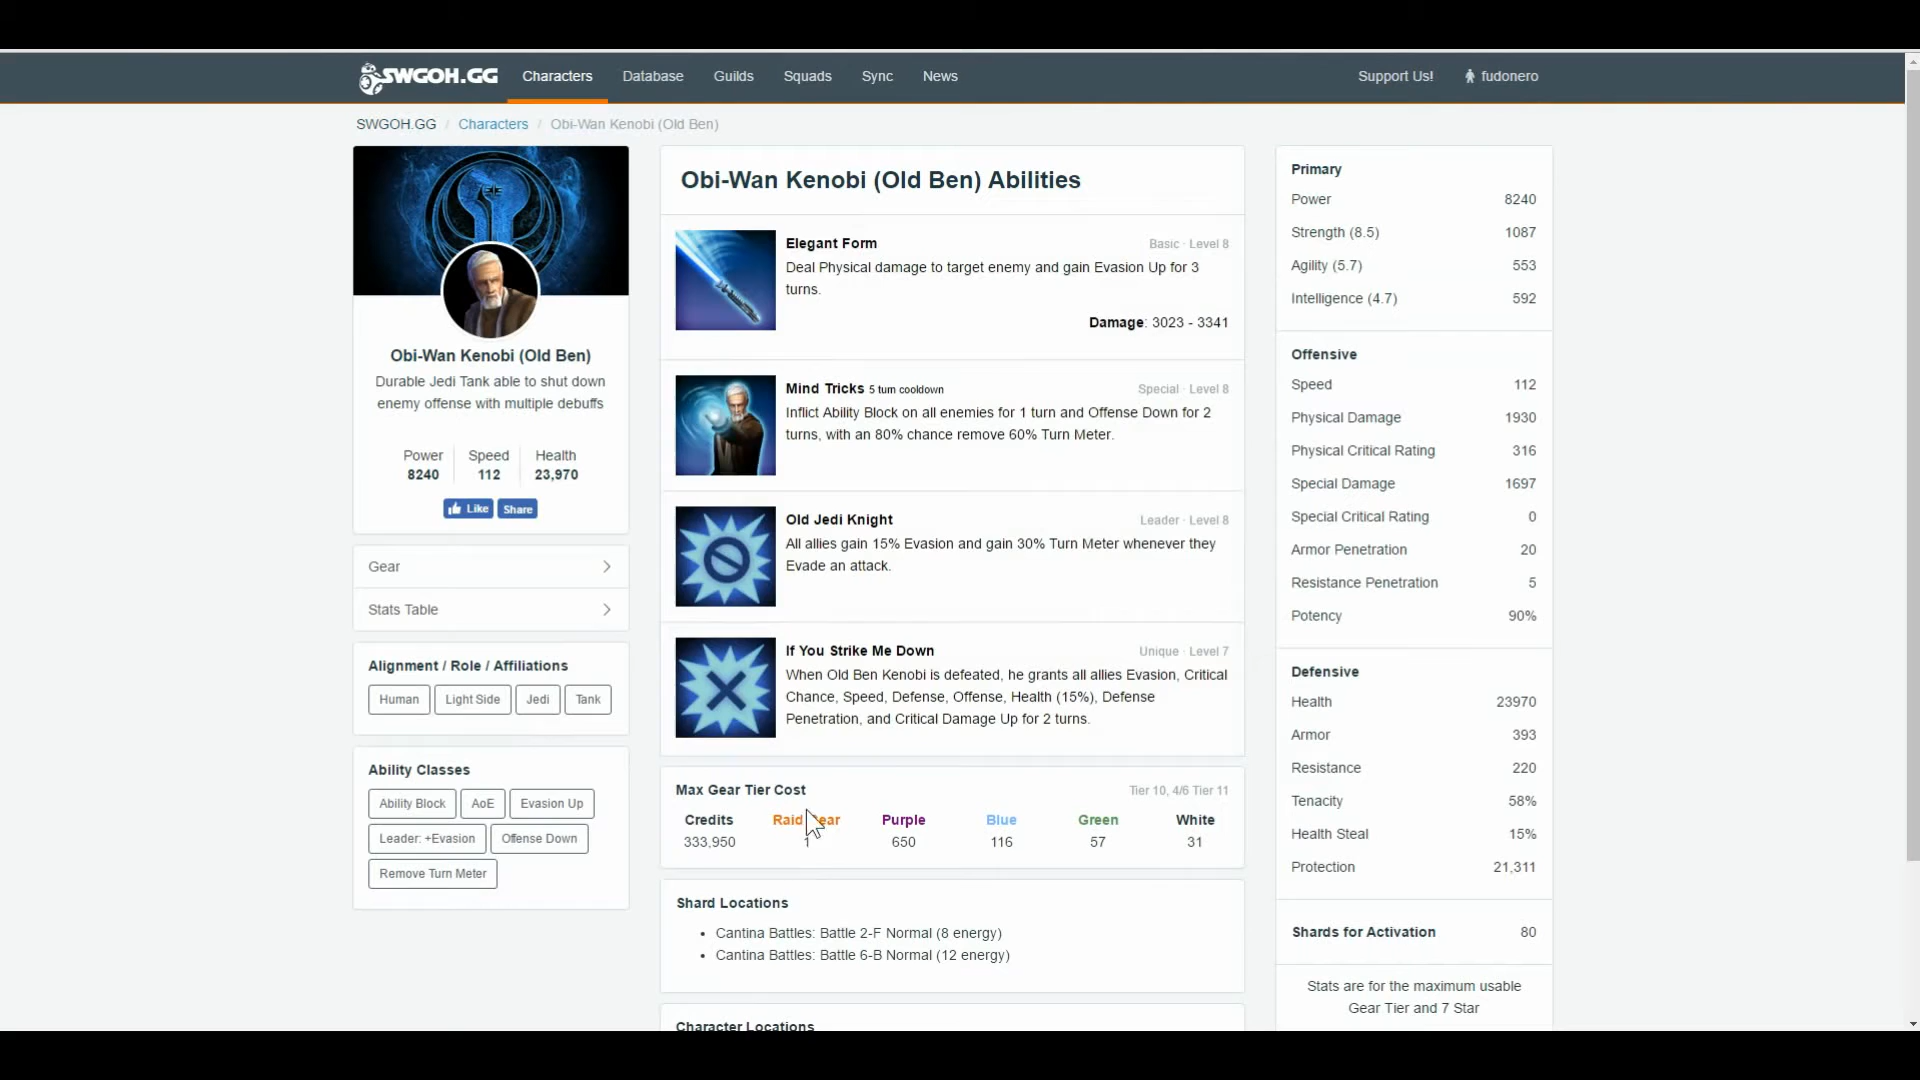 SWGOH.GG
Characters
Database
Guilds
Squads
Sync
News
Support Us!
fudonero
SWGOH.GG / Characters / Obi-Wan Kenobi (Old Ben)
Obi-Wan Kenobi (Old Ben)
Durable Jedi Tank able to shut down
enemy offense with multiple debuffs
Power Speed Health
8240 112 23,970
Like Share
Gear
Stats Table
Alignment / Role / Affiliations
Human Light Side Jedi Tank
Ability Classes
Ability Block AoE Evasion Up
Leader: +Evasion Offense Down
Remove Turn Meter
Obi-Wan Kenobi (Old Ben) Abilities
Elegant Form Basic · Level 8
Deal Physical damage to target enemy and gain Evasion Up for 3
turns.
Damage: 3023 - 3341
Mind Tricks 5 turn cooldown Special · Level 8
Inflict Ability Block on all enemies for 1 turn and Offense Down for 2
turns, with an 80% chance remove 60% Turn Meter.
Old Jedi Knight Leader · Level 8
All allies gain 15% Evasion and gain 30% Turn Meter whenever they
Evade an attack.
If You Strike Me Down Unique · Level 7
When Old Ben Kenobi is defeated, he grants all allies Evasion, Critical
Chance, Speed, Defense, Offense, Health (15%), Defense
Penetration, and Critical Damage Up for 2 turns.
Max Gear Tier Cost Tier 10, 4/6 Tier 11
Credits Raid Gear Purple Blue Green White
333,950 1 650 116 57 31
Shard Locations
• Cantina Battles: Battle 2-F Normal (8 energy)
• Cantina Battles: Battle 6-B Normal (12 energy)
Character Locations
Primary
Power 8240
Strength (8.5) 1087
Agility (5.7) 553
Intelligence (4.7) 592
Offensive
Speed 112
Physical Damage 1930
Physical Critical Rating 316
Special Damage 1697
Special Critical Rating 0
Armor Penetration 20
Resistance Penetration 5
Potency 90%
Defensive
Health 23970
Armor 393
Resistance 220
Tenacity 58%
Health Steal 15%
Protection 21,311
Shards for Activation 80
Stats are for the maximum usable
Gear Tier and 7 Star